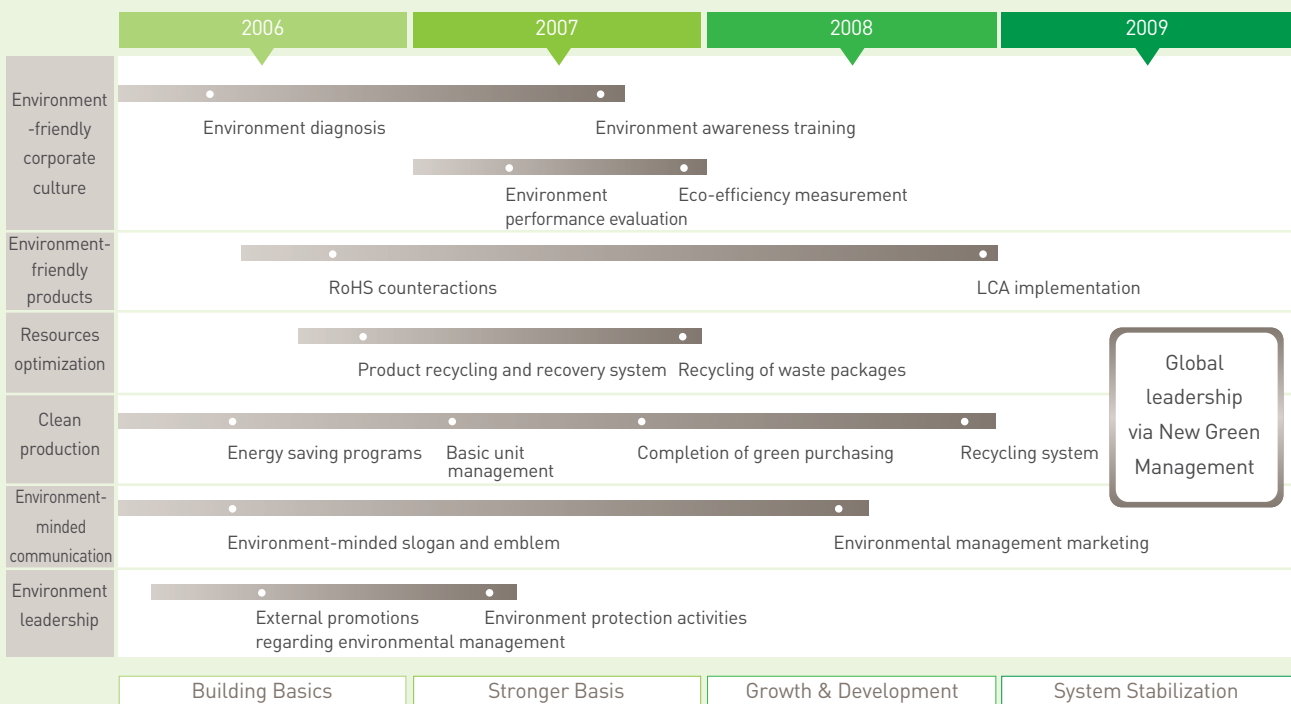 2006
2007
2008
2009
Environment
-friendly
corporate
culture
Environment diagnosis
Environment awareness training
Environment
performance evaluation
Eco-efficiency measurement
Environment-
friendly
products
RoHS counteractions
LCA implementation
Resources
optimization
Product recycling and recovery system
Recycling of waste packages
Clean
production
Energy saving programs
Basic unit
management
Completion of green purchasing
Recycling system
Global
leadership
via New Green
Management
Environment-
minded
communication
Environment-minded slogan and emblem
Environmental management marketing
Environment
leadership
External promotions
regarding environmental management
Environment protection activities
Building Basics
Stronger Basis
Growth & Development
System Stabilization